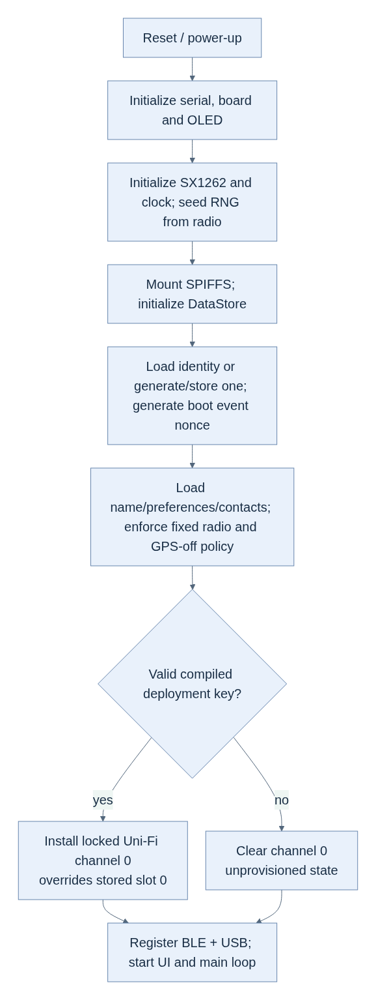 Reset / power-up
Initialize serial, board
and OLED
Initialize SX1262 and
clock; seed RNG
from radio
Mount SPIFFS;
initialize DataStore
Load identity or
generate/store one;
generate boot event
nonce
Load
name/preferences/contacts;
enforce fixed radio and
GPS-off policy
Valid compiled
deployment key?
yes
no
Install locked Uni-Fi
channel 0
overrides stored slot 0
Clear channel 0
unprovisioned state
Register BLE + USB;
start UI and main loop